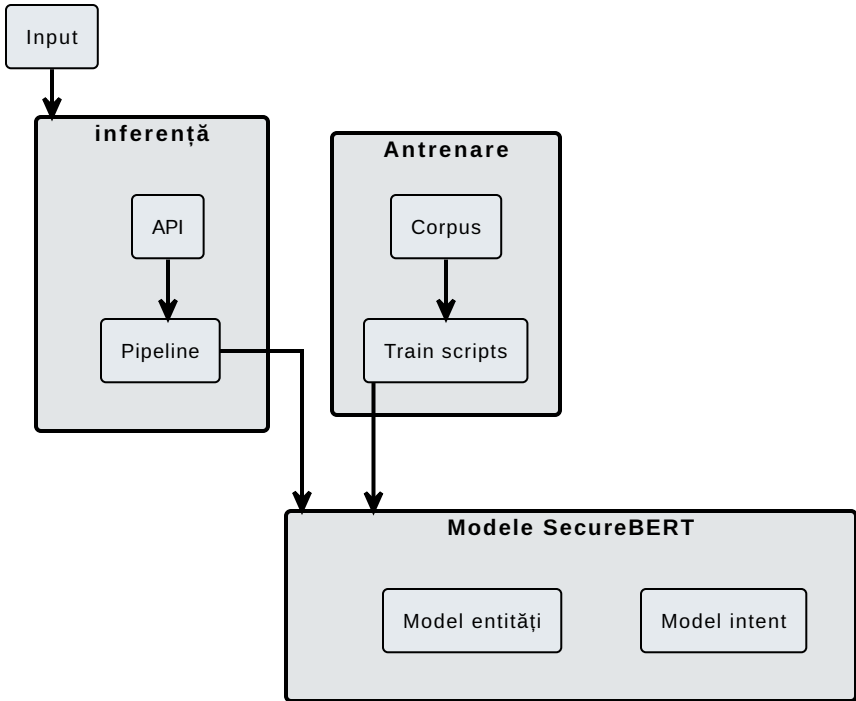 Input
inferență
API
Pipeline
Antrenare
Corpus
Train scripts
Modele SecureBERT
Model entități
Model intent